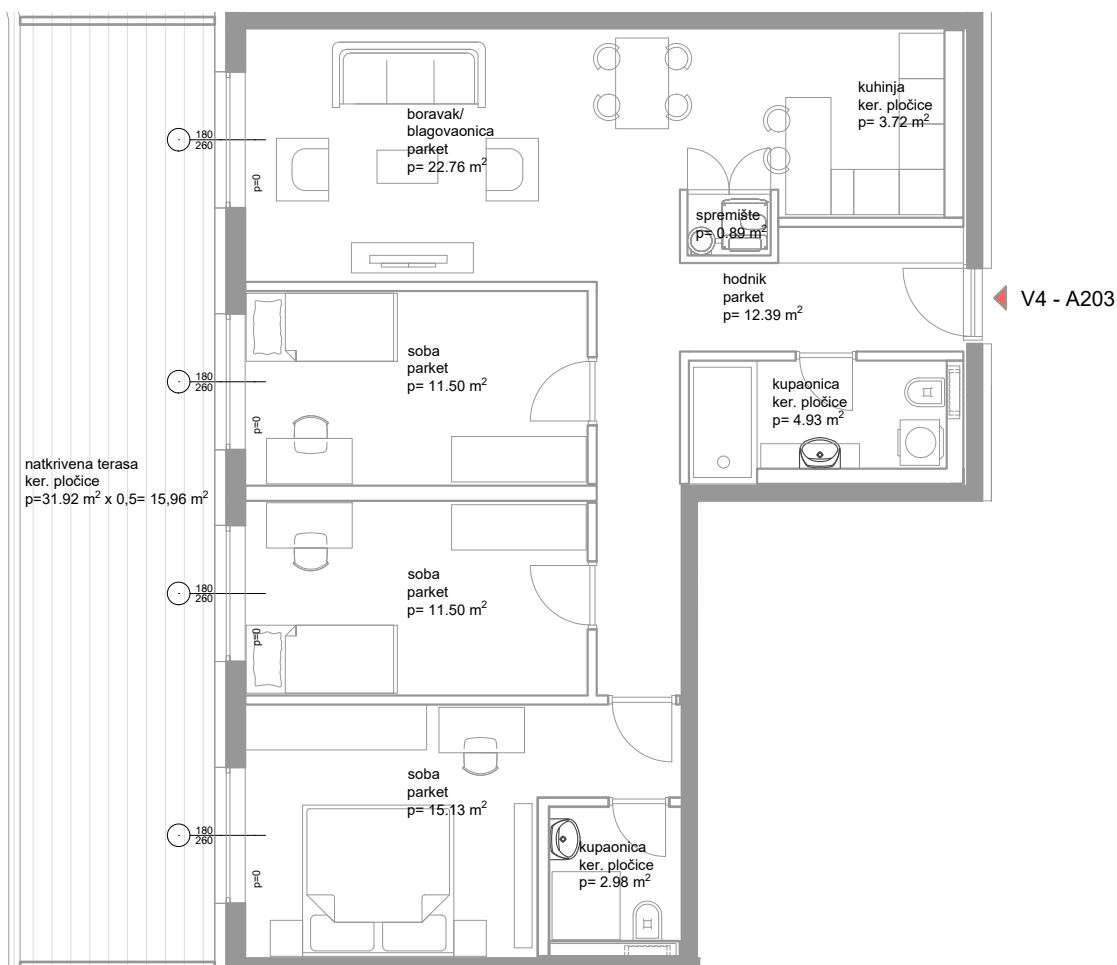 kuhinja
ker. pločice
p= 3.72 m²
boravak/
blagovaonica
parket
p= 22.76 m²
180
260
p=0
spremište
p= 0.89 m²
hodnik
parket
p= 12.39 m²
V4 - A203
soba
parket
p= 11.50 m²
180
260
p=0
kupaonica
ker. pločice
p= 4.93 m²
natkrivena terasa
ker. pločice
p=31.92 m² x 0,5= 15,96 m²
soba
parket
p= 11.50 m²
180
260
p=0
soba
parket
p= 15.13 m²
180
260
p=0
kupaonica
ker. pločice
p= 2.98 m²